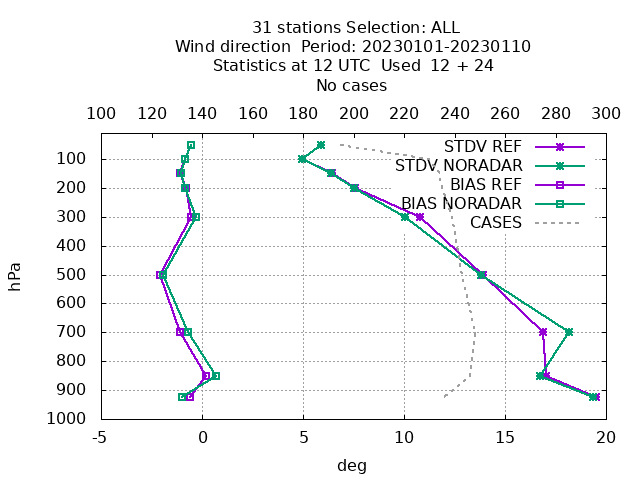 31 stations Selection: ALL
Wind direction  Period: 20230101-20230110
Statistics at 12 UTC  Used  12 + 24
No cases
100 120 140 160 180 200 220 240 260 280 300
STDV REF
STDV NORADAR
BIAS REF
BIAS NORADAR
CASES
100
200
300
400
500
600
700
800
900
1000
hPa
-5 0 5 10 15 20
deg